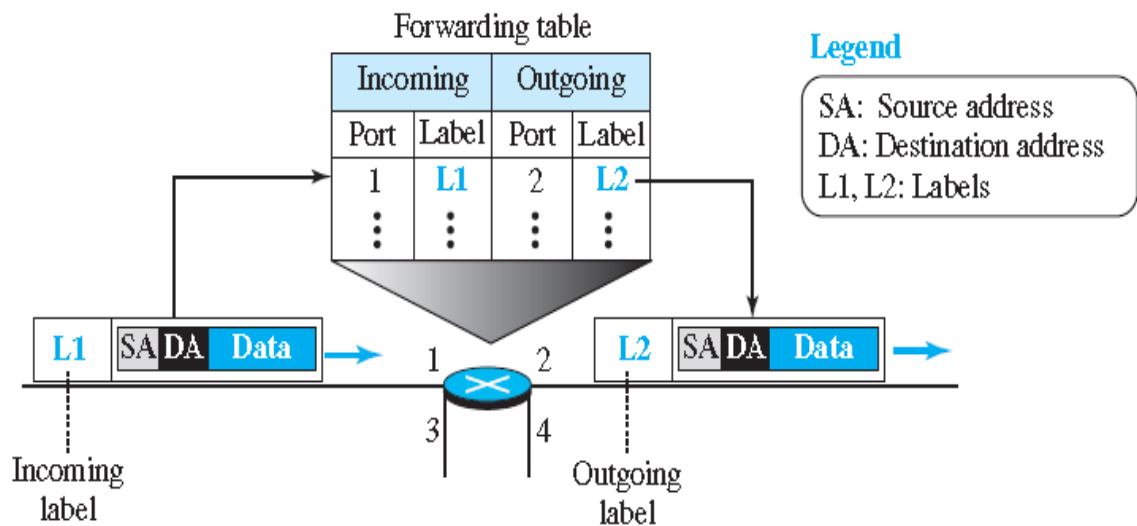 Forwarding table
Legend
Incoming Outgoing
SA: Source address
DA: Destination address
L1, L2: Labels
Port Label Port Label
1 L1 2 L2
L1 SA DA Data
1 2
L2 SA DA Data
3 4
Incoming
label
Outgoing
label